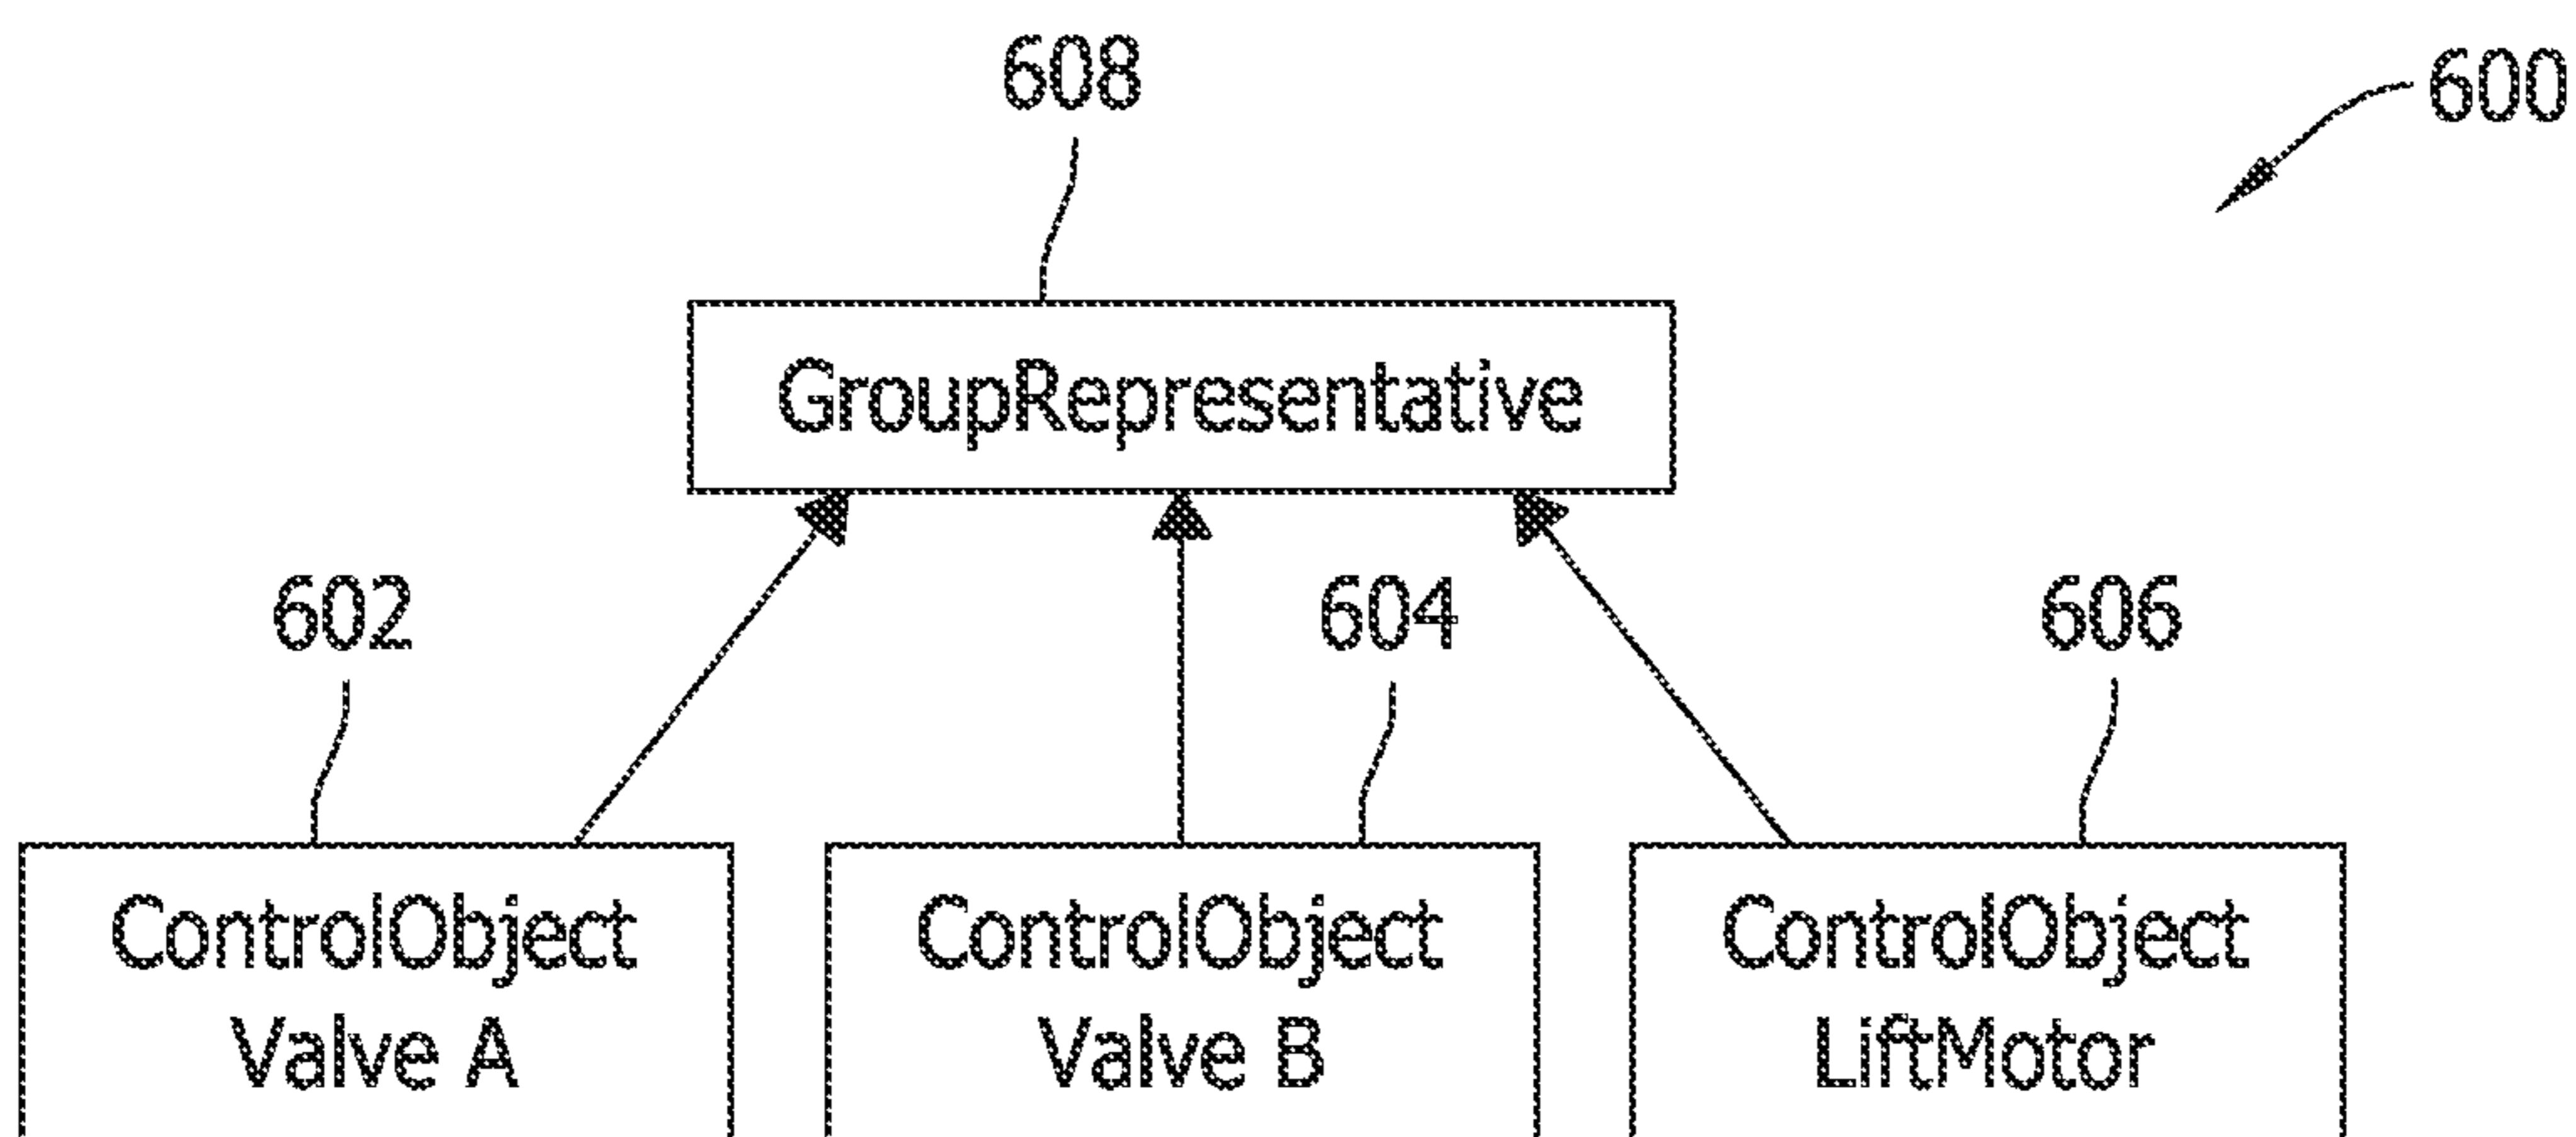 608
600
GroupRepresentative
602
604
606
ControlObject
Valve A
ControlObject
Valve B
ControlObject
LiftMotor